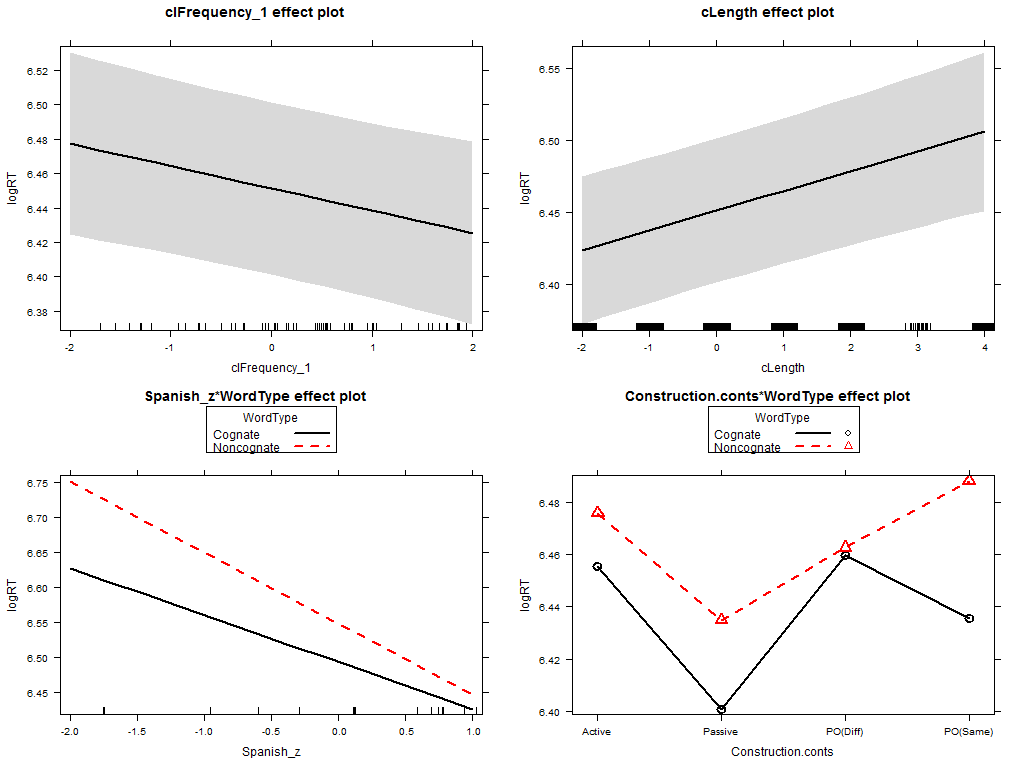 clFrequency_1 effect plot
logRT
6.52
6.50
6.48
6.46
6.44
6.42
6.40
6.38
-2
-1
0
1
2
clFrequency_1
cLength effect plot
logRT
6.55
6.50
6.45
6.40
-2
-1
0
1
2
3
4
cLength
Spanish_z*WordType effect plot
WordType
Cognate
Noncognate
logRT
6.75
6.70
6.65
6.60
6.55
6.50
6.45
-2.0
-1.5
-1.0
-0.5
0.0
0.5
1.0
Spanish_z
Construction.conts*WordType effect plot
WordType
Cognate
Noncognate
logRT
6.48
6.46
6.44
6.42
6.40
Active
Passive
PO(Diff)
PO(Same)
Construction.conts